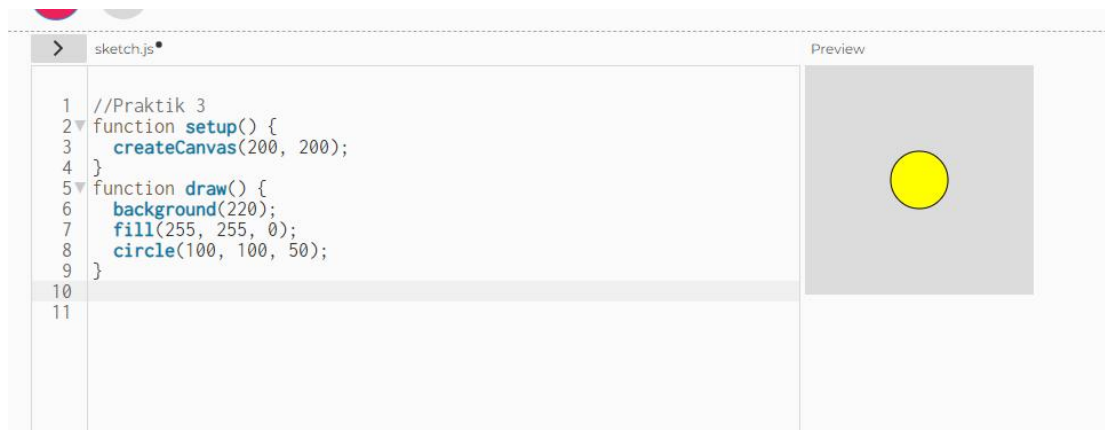 sketch.js
Preview
1 //Praktik 3
2 function setup() {
3   createCanvas(200, 200);
4 }
5 function draw() {
6   background(220);
7   fill(255, 255, 0);
8   circle(100, 100, 50);
9 }
10
11